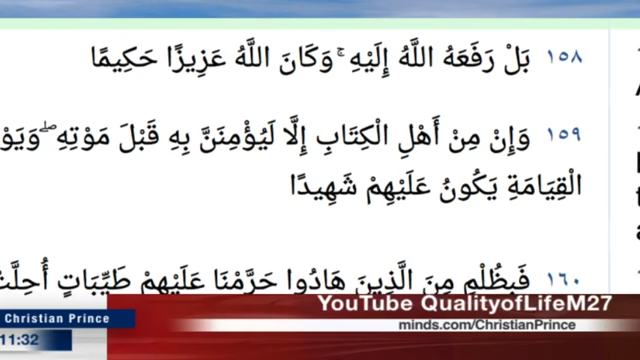 ١٥٨ بَلْ رَفَعَهُ اللَّهُ إِلَيْهِ ۚ وَكَانَ اللَّهُ عَزِيزًا حَكِيمًا
١٥٩ وَإِنْ مِنْ أَهْلِ الْكِتَابِ إِلَّا لَيُؤْمِنَنَّ بِهِ قَبْلَ مَوْتِهِ ۖ وَيَوْ
الْقِيَامَةِ يَكُونُ عَلَيْهِمْ شَهِيدًا
١٦٠ فَبِظُلْمٍ مِنَ الَّذِينَ هَادُوا حَرَّمْنَا عَلَيْهِمْ طَيِّبَاتٍ أُحِلَّتْ
YouTube QualityofLifeM27
Christian Prince
minds.com/ChristianPrince
11:32